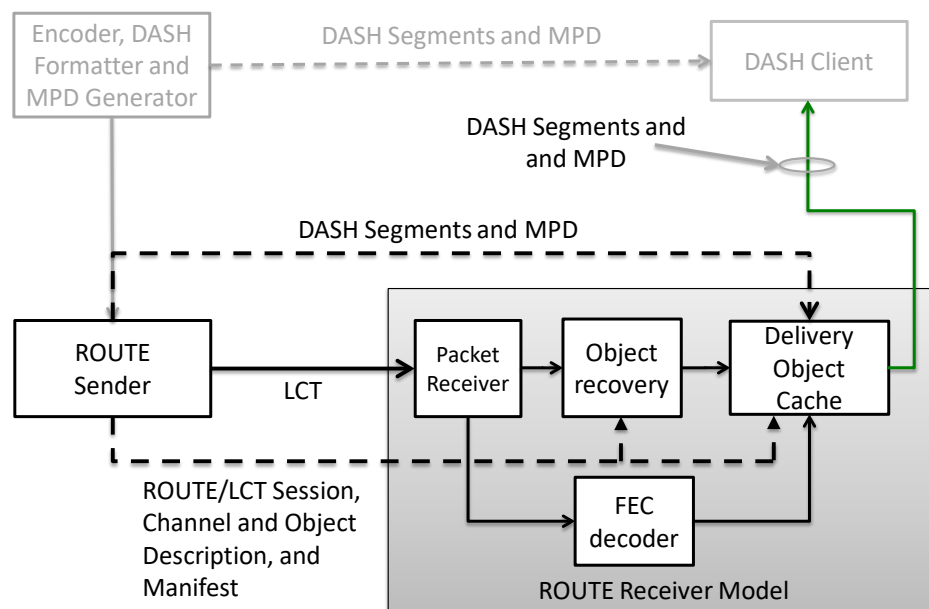 Encoder, DASH
Formatter and
MPD Generator
DASH Segments and MPD
DASH Client
DASH Segments and
and MPD
DASH Segments and MPD
ROUTE
Sender
LCT
Packet
Receiver
Object
recovery
Delivery
Object
Cache
ROUTE/LCT Session,
Channel and Object
Description, and
Manifest
FEC
decoder
ROUTE Receiver Model